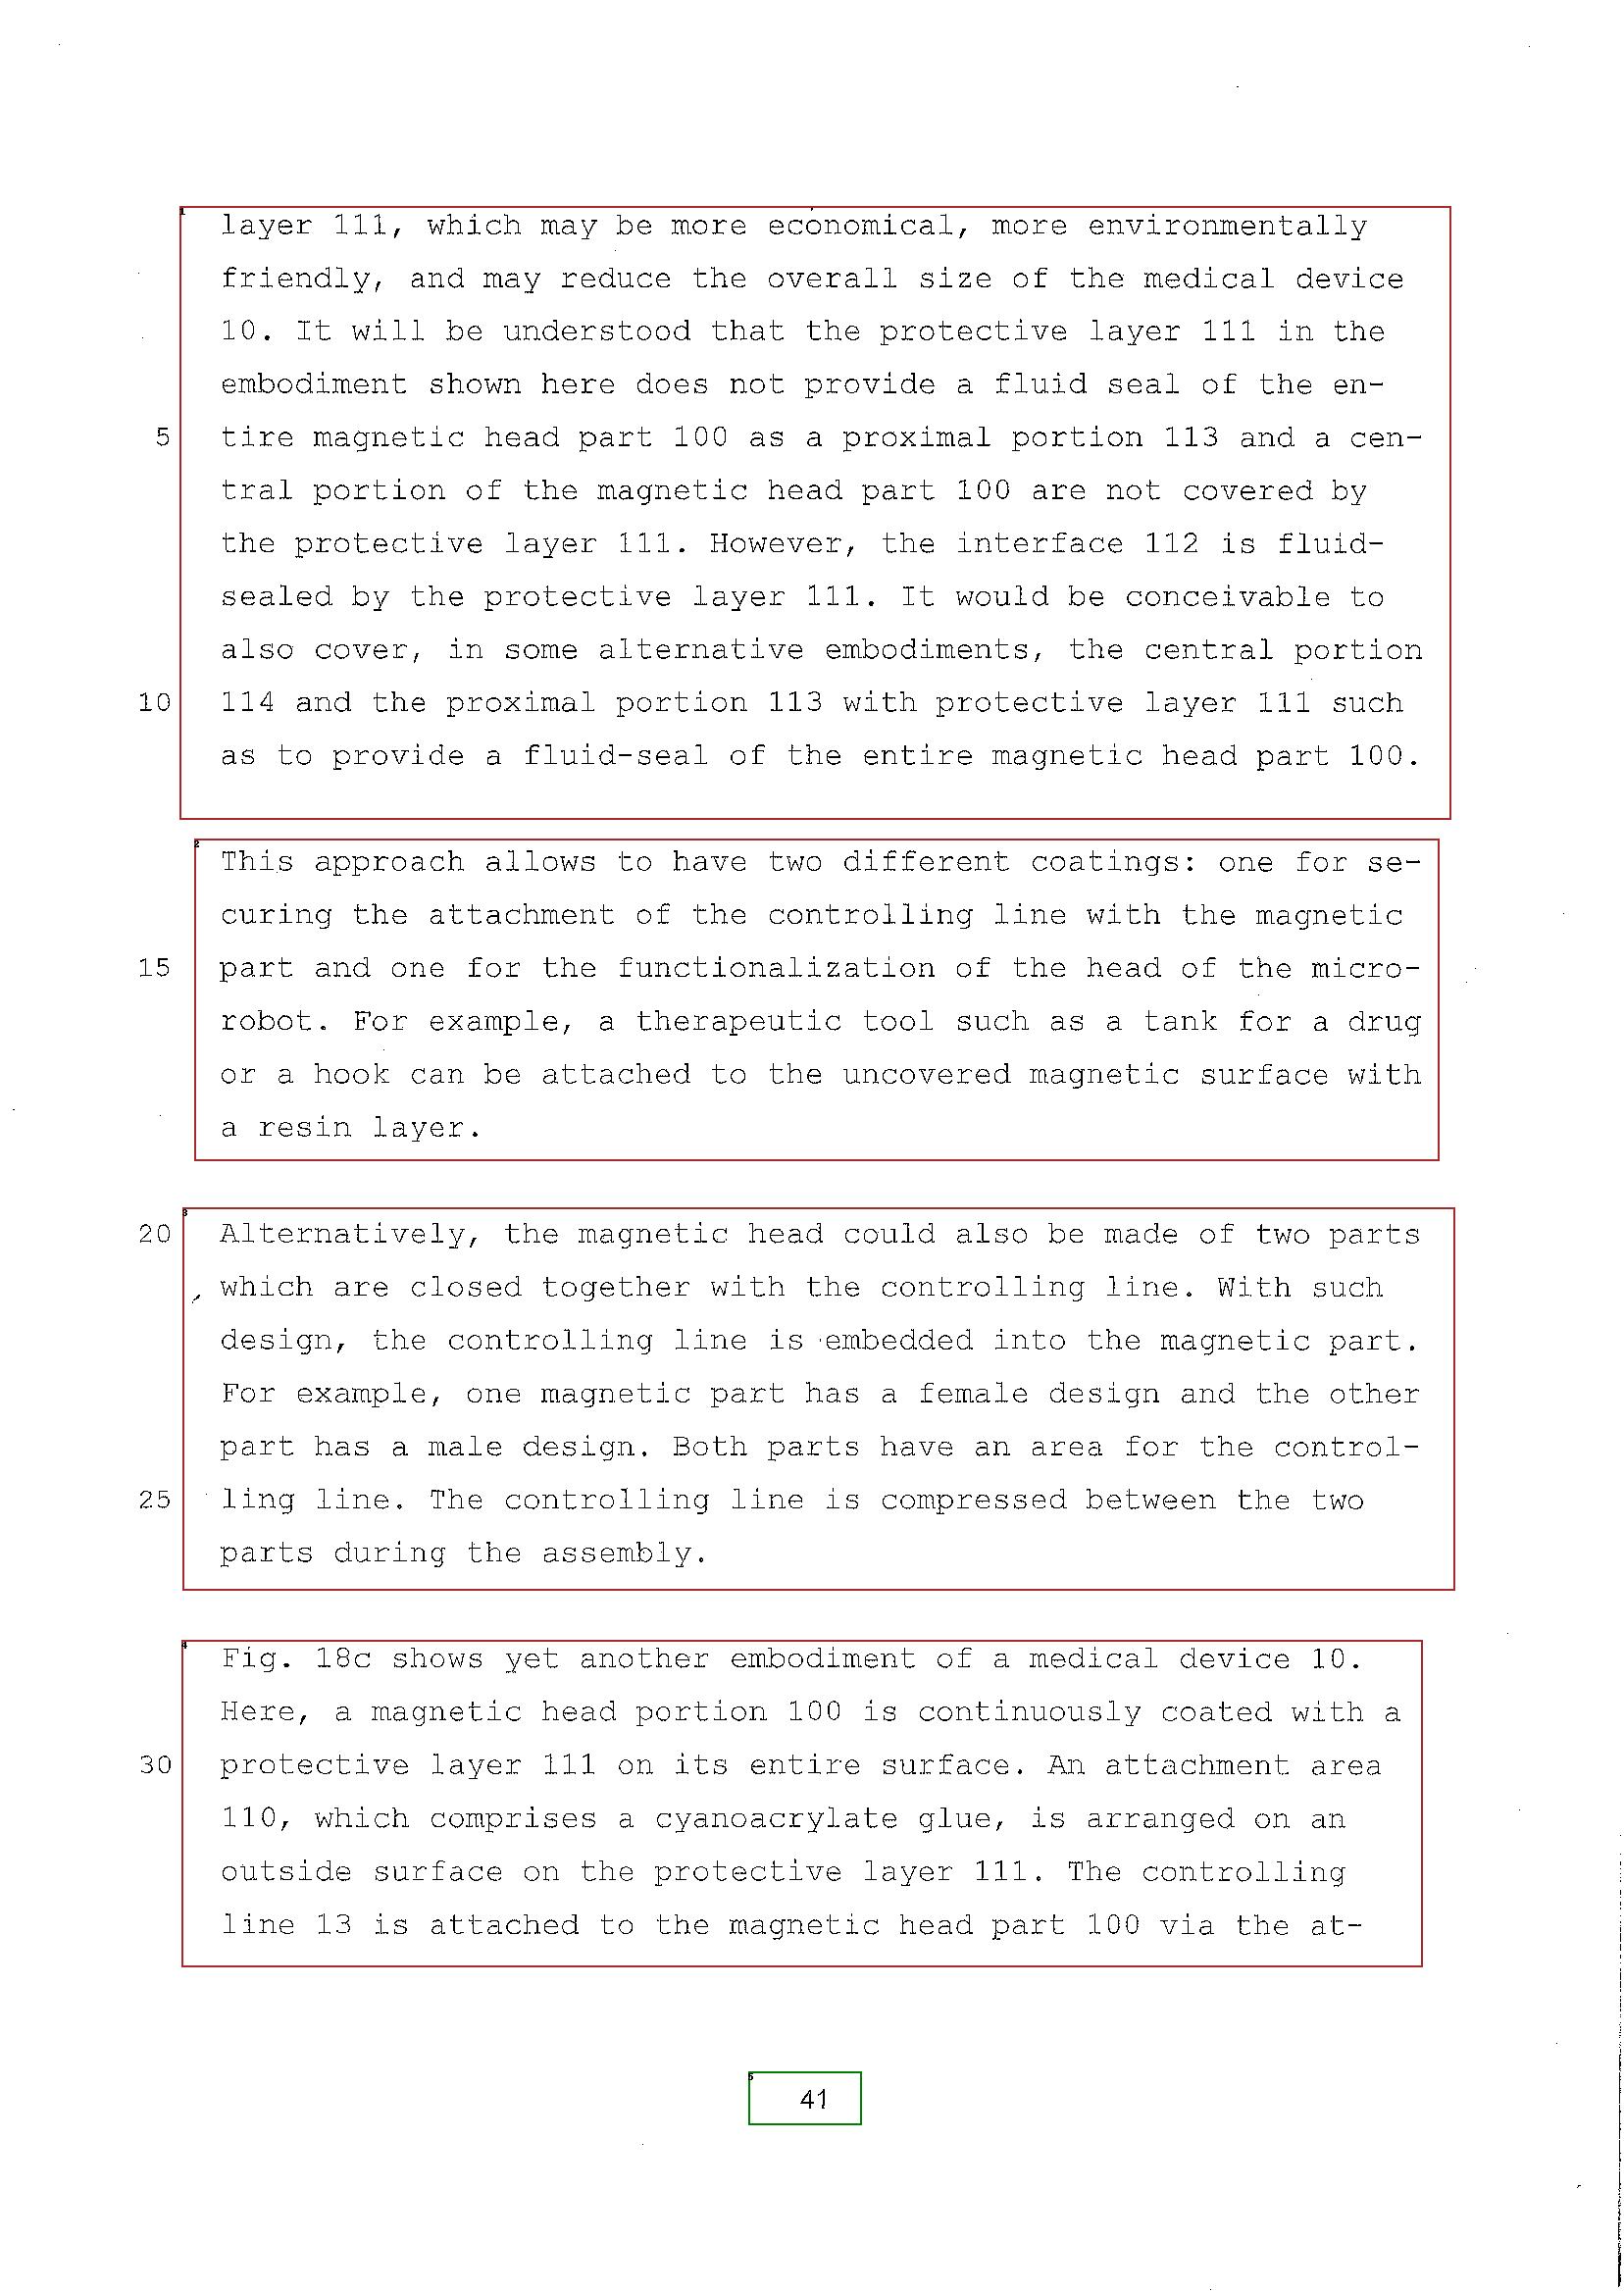 layer 111, which may be more economical, more environmentally
friendly, and may reduce the overall size of the medical device
10. It will be understood that the protective layer 111 in the
embodiment shown here does not provide a fluid seal of the en-
5 tire magnetic head part 100 as a proximal portion 113 and a cen-
tral portion of the magnetic head part 100 are not covered by
the protective layer 111. However, the interface 112 is fluid-
sealed by the protective layer 111. It would be conceivable to
also cover, in some alternative embodiments, the central portion
10 114 and the proximal portion 113 with protective layer 111 such
as to provide a fluid-seal of the entire magnetic head part 100.
This approach allows to have two different coatings: one for se-
curing the attachment of the controlling line with the magnetic
15 part and one for the functionalization of the head of the micro-
robot. For example, a therapeutic tool such as a tank for a drug
or a hook can be attached to the uncovered magnetic surface with
a resin layer.
20 Alternatively, the magnetic head could also be made of two parts
which are closed together with the controlling line. With such
design, the controlling line is embedded into the magnetic part.
For example, one magnetic part has a female design and the other
part has a male design. Both parts have an area for the control-
25 ling line. The controlling line is compressed between the two
parts during the assembly.
Fig. 18c shows yet another embodiment of a medical device 10.
Here, a magnetic head portion 100 is continuously coated with a
30 protective layer 111 on its entire surface. An attachment area
110, which comprises a cyanoacrylate glue, is arranged on an
outside surface on the protective layer 111. The controlling
line 13 is attached to the magnetic head part 100 via the at-
41